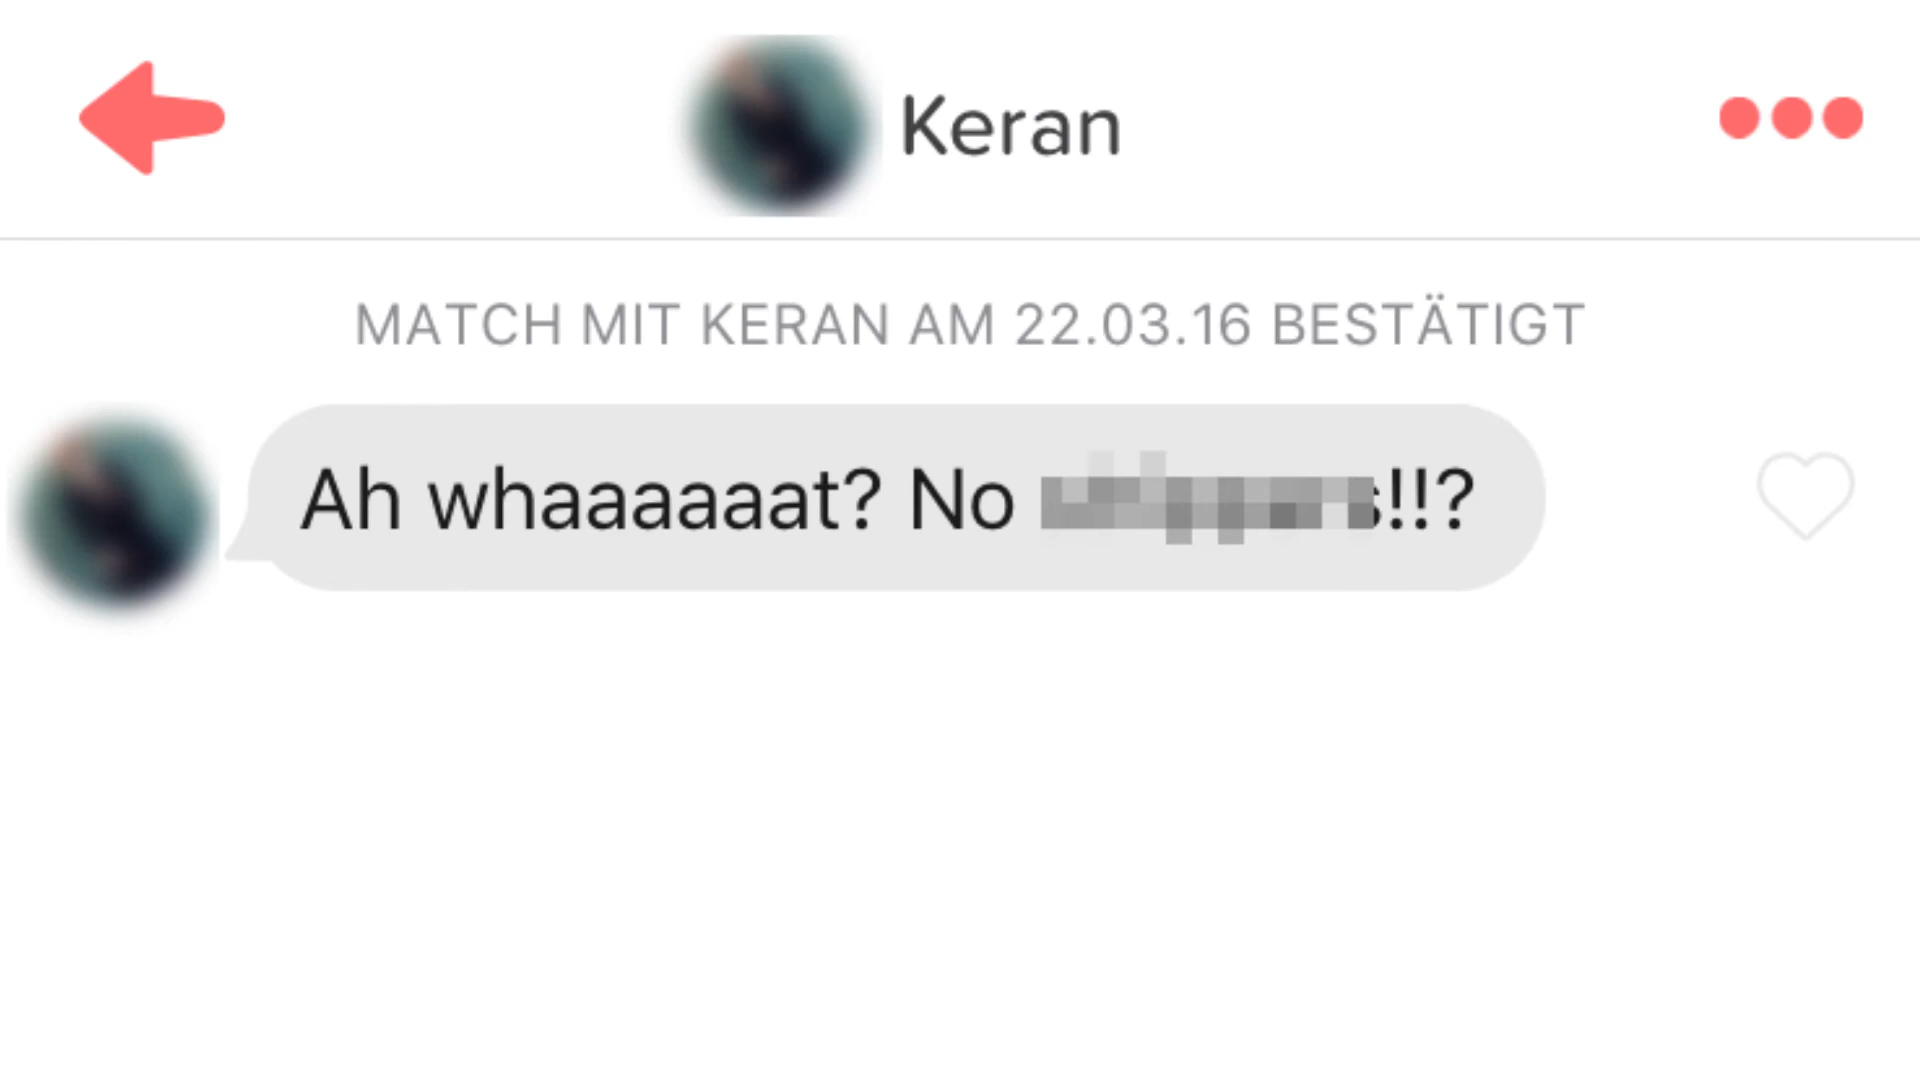 Keran
MATCH MIT KERAN AM 22.03.16 BESTÄTIGT
Ah whaaaaaat? No !!?